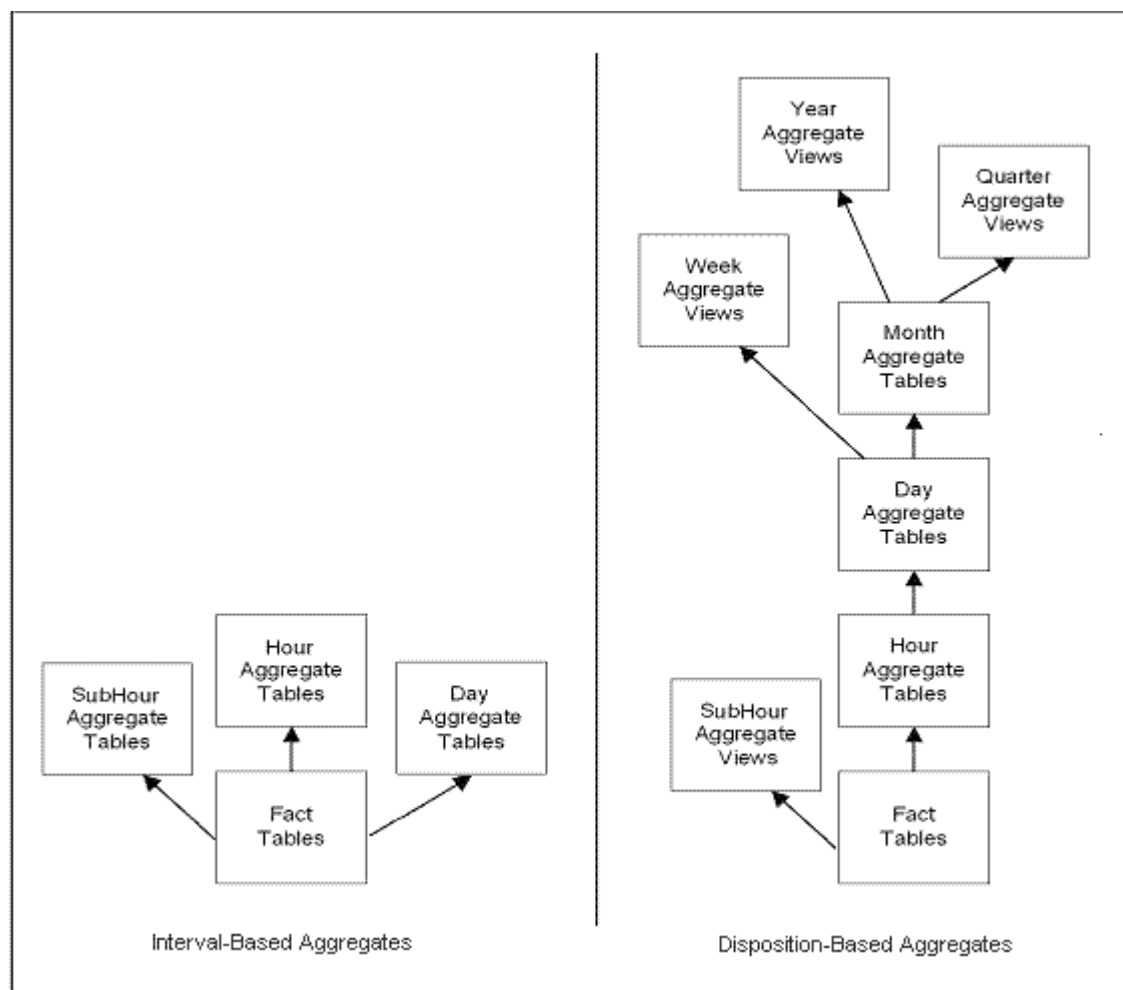 Year
Aggregate
Views
Quarter
Aggregate
Views
Week
Aggregate
Views
Month
Aggregate
Tables
Day
Aggregate
Tables
Hour
Aggregate
Tables
SubHour
Aggregate
Tables
Day
Aggregate
Tables
Hour
Aggregate
Tables
SubHour
Aggregate
Views
Fact
Tables
Fact
Tables
Interval-Based Aggregates
Disposition-Based Aggregates